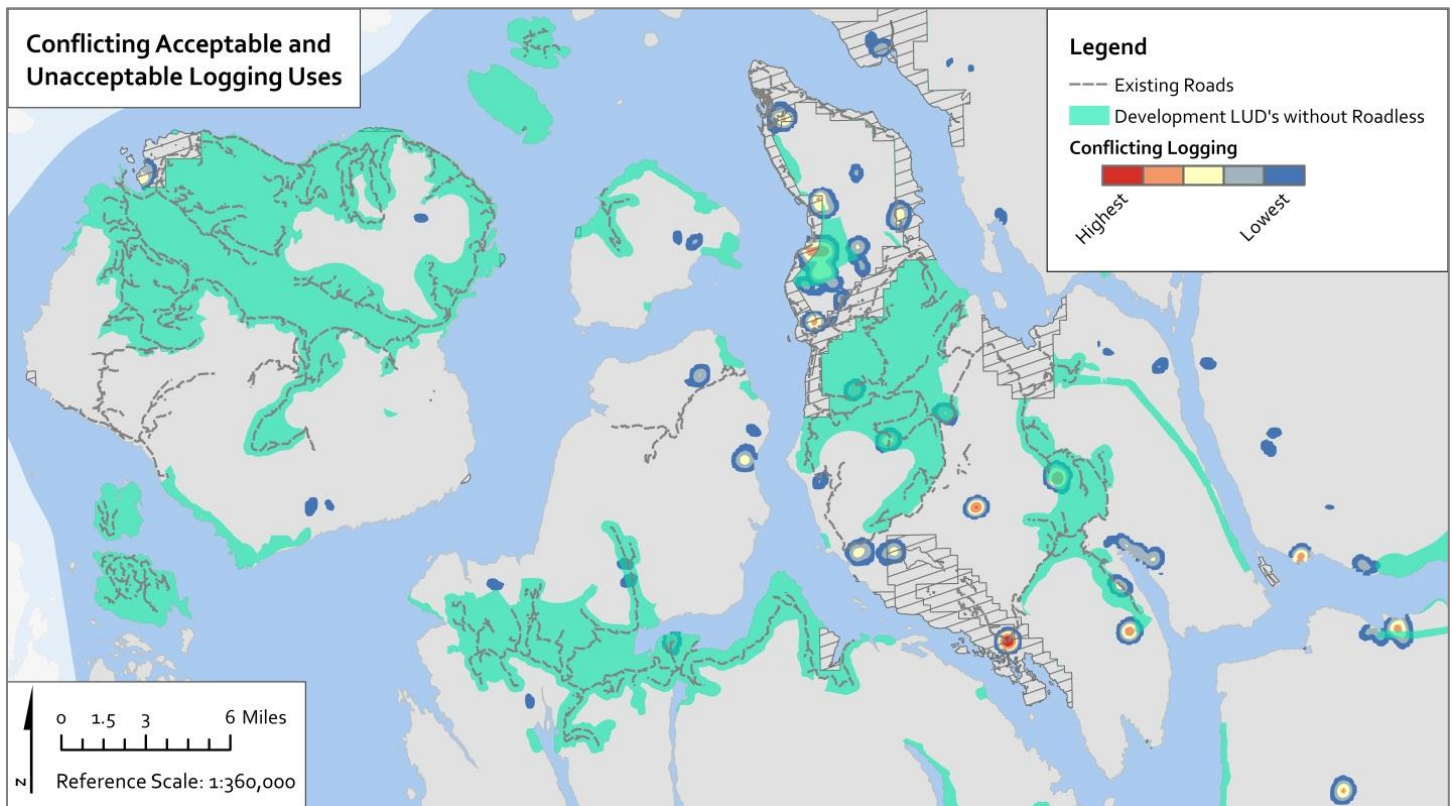 Conflicting Acceptable and
Unacceptable Logging Uses
Legend
Existing Roads
Development LUD's without Roadless
Conflicting Logging
Highest
Lowest
0 1.5 3 6 Miles
Reference Scale: 1:360,000
N